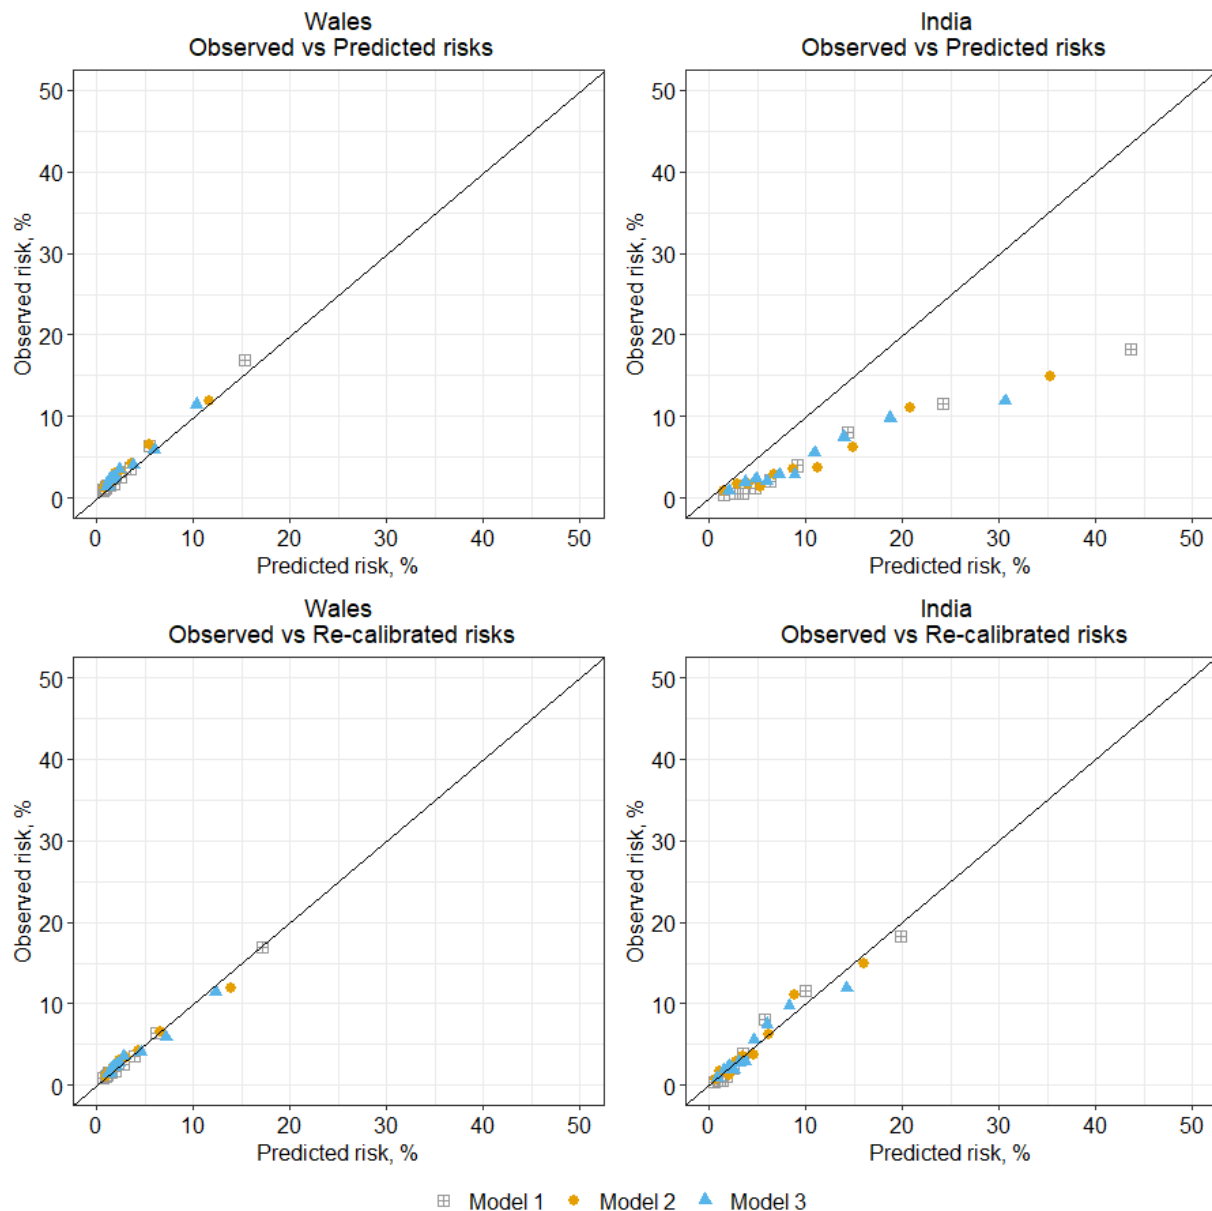 Wales
Observed vs Predicted risks
50
40
30
20
10
0
Observed risk, %
0 10 20 30 40 50
Predicted risk, %
India
Observed vs Predicted risks
50
40
30
20
10
0
Observed risk, %
0 10 20 30 40 50
Predicted risk, %
Wales
Observed vs Re-calibrated risks
50
40
30
20
10
0
Observed risk, %
0 10 20 30 40 50
Predicted risk, %
India
Observed vs Re-calibrated risks
50
40
30
20
10
0
Observed risk, %
0 10 20 30 40 50
Predicted risk, %
Model 1 Model 2 Model 3